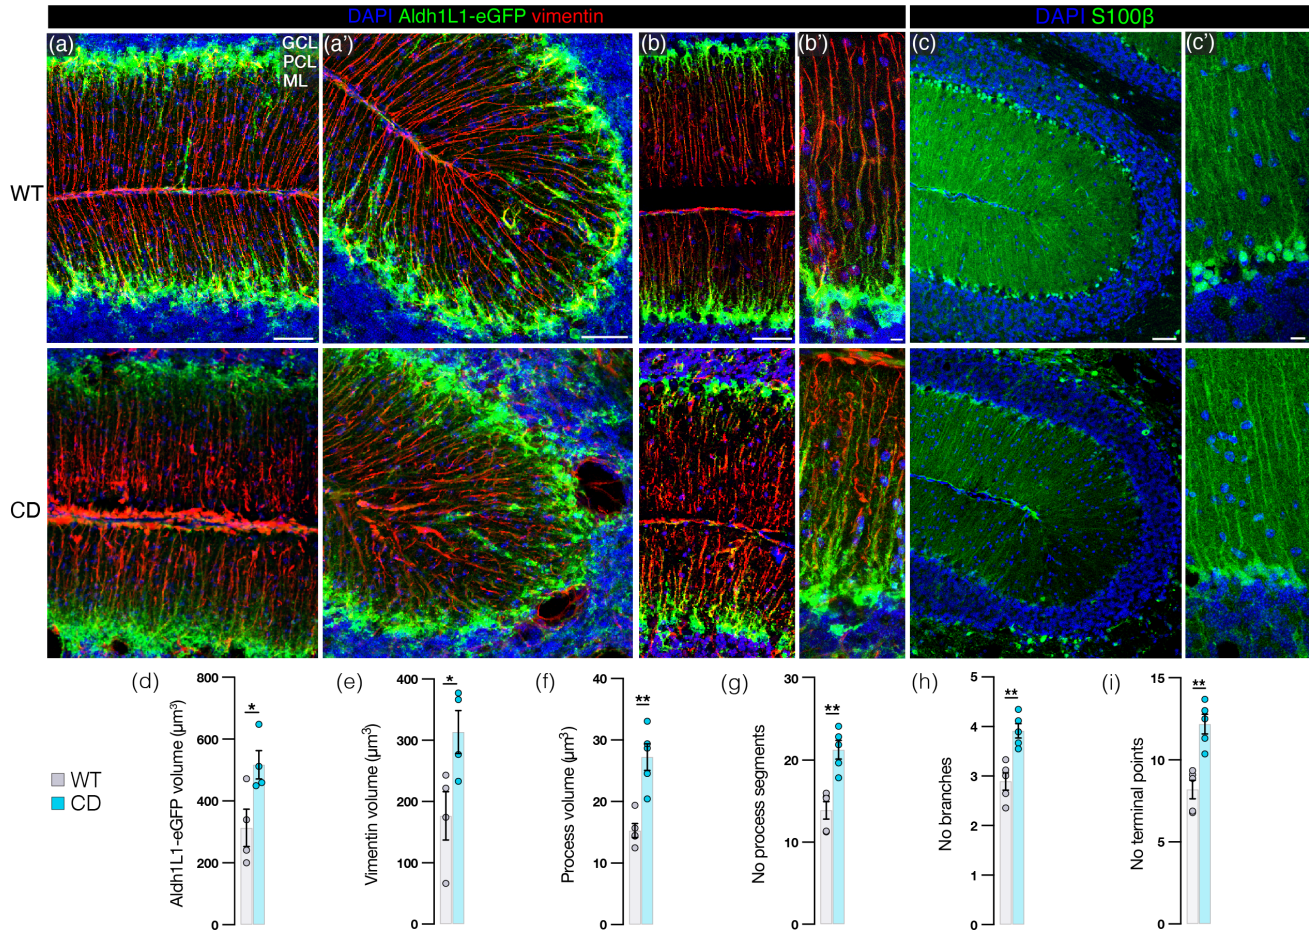 DAPI Aldh1L1-eGFP vimentin
DAPI S100β
(a)
GCL
PCL
ML
(a')
(b)
(b')
(c)
(c')
WT
CD
(d)
Aldh1L1-eGFP volume (µm³)
800
600
400
200
0
*
(e)
Vimentin volume (µm³)
400
300
200
100
0
*
(f)
Process volume (µm³)
40
30
20
10
0
**
(g)
No process segments
30
20
10
0
**
(h)
No branches
5
4
3
2
1
0
**
(i)
No terminal points
15
10
5
0
**
WT
CD